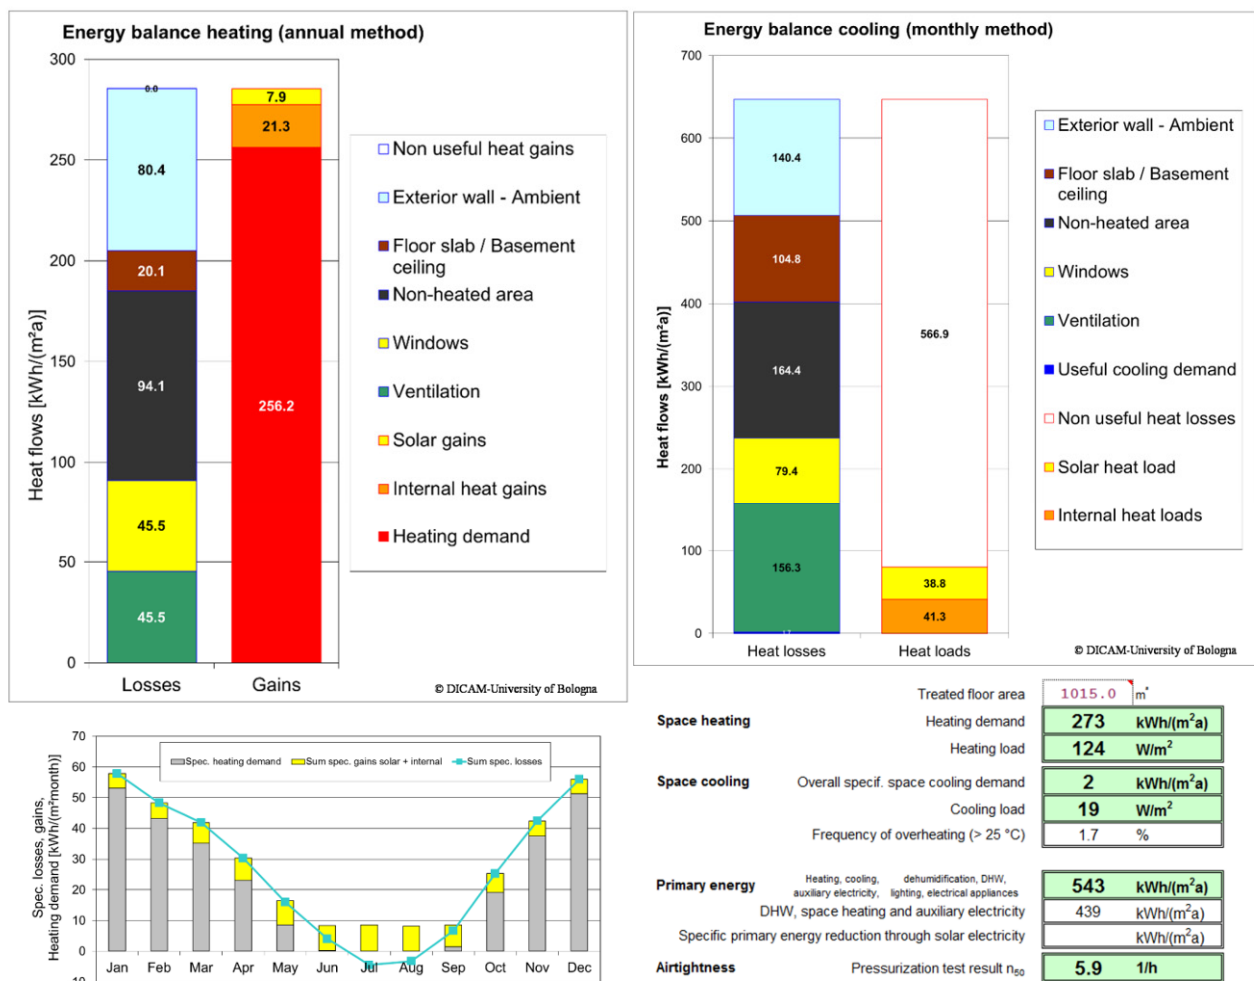 Energy balance heating (annual method)
Heat flows [kWh/(m²a)]
300
250
200
150
100
50
0
0.0
80.4
20.1
94.1
45.5
45.5
7.9
21.3
256.2
Losses
Gains
Non useful heat gains
Exterior wall - Ambient
Floor slab / Basement
ceiling
Non-heated area
Windows
Ventilation
Solar gains
Internal heat gains
Heating demand
© DICAM-University of Bologna
Energy balance cooling (monthly method)
Heat flows [kWh/(m²a)]
700
600
500
400
300
200
100
0
140.4
104.8
164.4
79.4
156.3
566.9
38.8
41.3
Heat losses
Heat loads
Exterior wall - Ambient
Floor slab / Basement
ceiling
Non-heated area
Windows
Ventilation
Useful cooling demand
Non useful heat losses
Solar heat load
Internal heat loads
© DICAM-University of Bologna
Spec. losses, gains,
Heating demand [kWh/(m²month)]
70
60
50
40
30
20
10
0
Spec. heating demand
Sum spec. gains solar + internal
Sum spec. losses
Jan Feb Mar Apr May Jun Jul Aug Sep Oct Nov Dec
Treated floor area 1015.0 m²
Space heating Heating demand 273 kWh/(m²a)
Heating load 124 W/m²
Space cooling Overall specif. space cooling demand 2 kWh/(m²a)
Cooling load 19 W/m²
Frequency of overheating (> 25 °C) 1.7 %
Primary energy Heating, cooling, dehumidification, DHW, 543 kWh/(m²a)
auxiliary electricity, lighting, electrical appliances
DHW, space heating and auxiliary electricity 439 kWh/(m²a)
Specific primary energy reduction through solar electricity kWh/(m²a)
Airtightness Pressurization test result n₅₀ 5.9 1/h